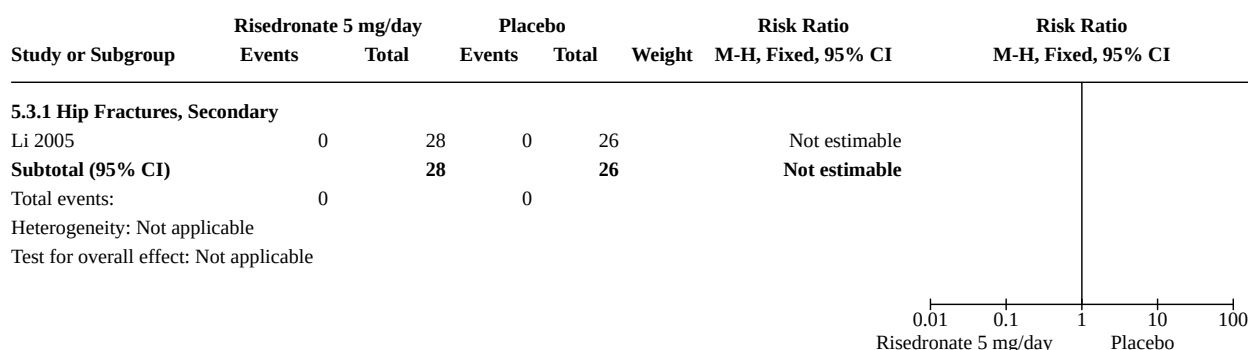 Risedronate 5 mg/day Placebo Risk Ratio Risk Ratio
Study or Subgroup Events Total Events Total Weight M-H, Fixed, 95% CI M-H, Fixed, 95% CI
5.3.1 Hip Fractures, Secondary
Li 2005 0 28 0 26 Not estimable
Subtotal (95% CI) 28 26 Not estimable
Total events: 0 0
Heterogeneity: Not applicable
Test for overall effect: Not applicable
0.01 0.1 1 10 100
Risedronate 5 mg/day Placebo